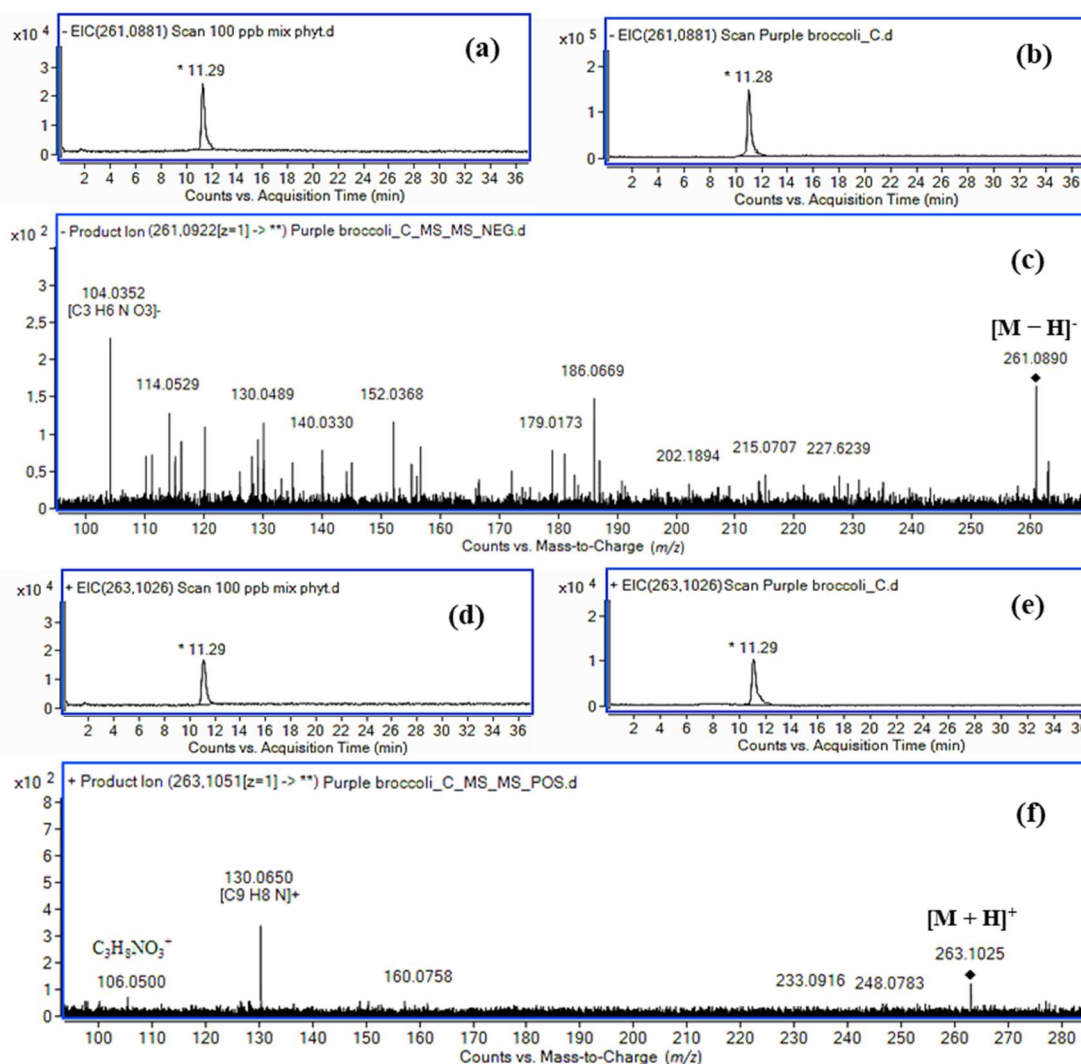 x10 4
- EIC(261,0881) Scan 100 ppb mix phyt.d
(a)
* 11.29
3
2
1
0
2 4 6 8 10 12 14 16 18 20 22 24 26 28 30 32 34 36
Counts vs. Acquisition Time (min)
x10 5
- EIC(261,0881) Scan Purple broccoli_C.d
(b)
* 11.28
2
1
0
2 4 6 8 10 12 14 16 18 20 22 24 26 28 30 32 34 36
Counts vs. Acquisition Time (min)
x10 2
- Product Ion (261,0922[z=1] -> **) Purple broccoli_C_MS_MS_NEG.d
(c)
3
2,5
2
1,5
1
0,5
0
104.0352
[C3 H6 N O3]-
114.0529
130.0489
140.0330
152.0368
179.0173
186.0669
202.1894
215.0707
227.6239
[M − H]-
261.0890
100 110 120 130 140 150 160 170 180 190 200 210 220 230 240 250 260
Counts vs. Mass-to-Charge (m/z)
x10 4
+ EIC(263,1026) Scan 100 ppb mix phyt.d
(d)
* 11.29
3
2
1
0
2 4 6 8 10 12 14 16 18 20 22 24 26 28 30 32 34 36
Counts vs. Acquisition Time (min)
x10 4
+ EIC(263,1026) Scan Purple broccoli_C.d
(e)
* 11.29
2
1
0
2 4 6 8 10 12 14 16 18 20 22 24 26 28 30 32 34 36
Counts vs. Acquisition Time (min)
x10 2
+ Product Ion (263,1051[z=1] -> **) Purple broccoli_C_MS_MS_POS.d
(f)
8
7
6
5
4
3
2
1
0
C₃H₈NO₃⁺
106.0500
130.0650
[C9 H8 N]+
160.0758
233.0916
248.0783
[M + H]⁺
263.1025
100 110 120 130 140 150 160 170 180 190 200 210 220 230 240 250 260 270 280
Counts vs. Mass-to-Charge (m/z)